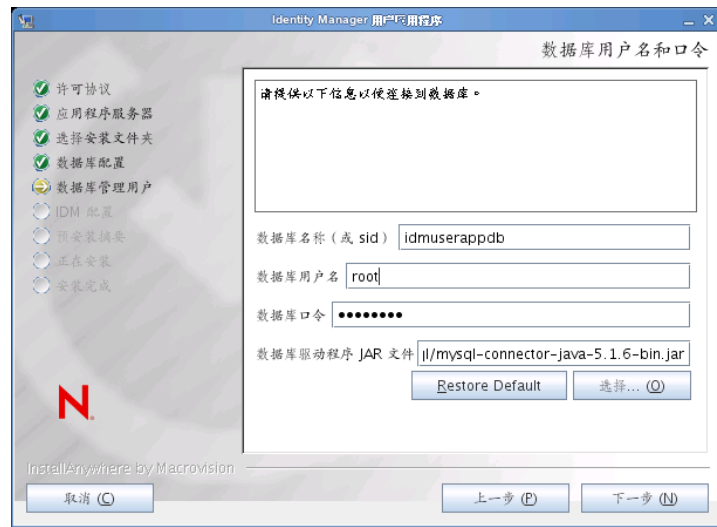 Identity Manager 用户应用程序
数据库用户名和口令
许可协议
应用程序服务器
选择安装文件夹
数据库配置
数据库管理用户
IDM 配置
预安装摘要
正在安装
安装完成
请提供以下信息以便连接到数据库。
数据库名称（或 sid） idmuserappdb
数据库用户名 root
数据库口令 ●●●●●●●●
数据库驱动程序 JAR 文件 l/mysql-connector-java-5.1.6-bin.jar
Restore Default 选择... (O)
N
InstallAnywhere by Macrovision
取消 (C) 上一步 (P) 下一步 (N)